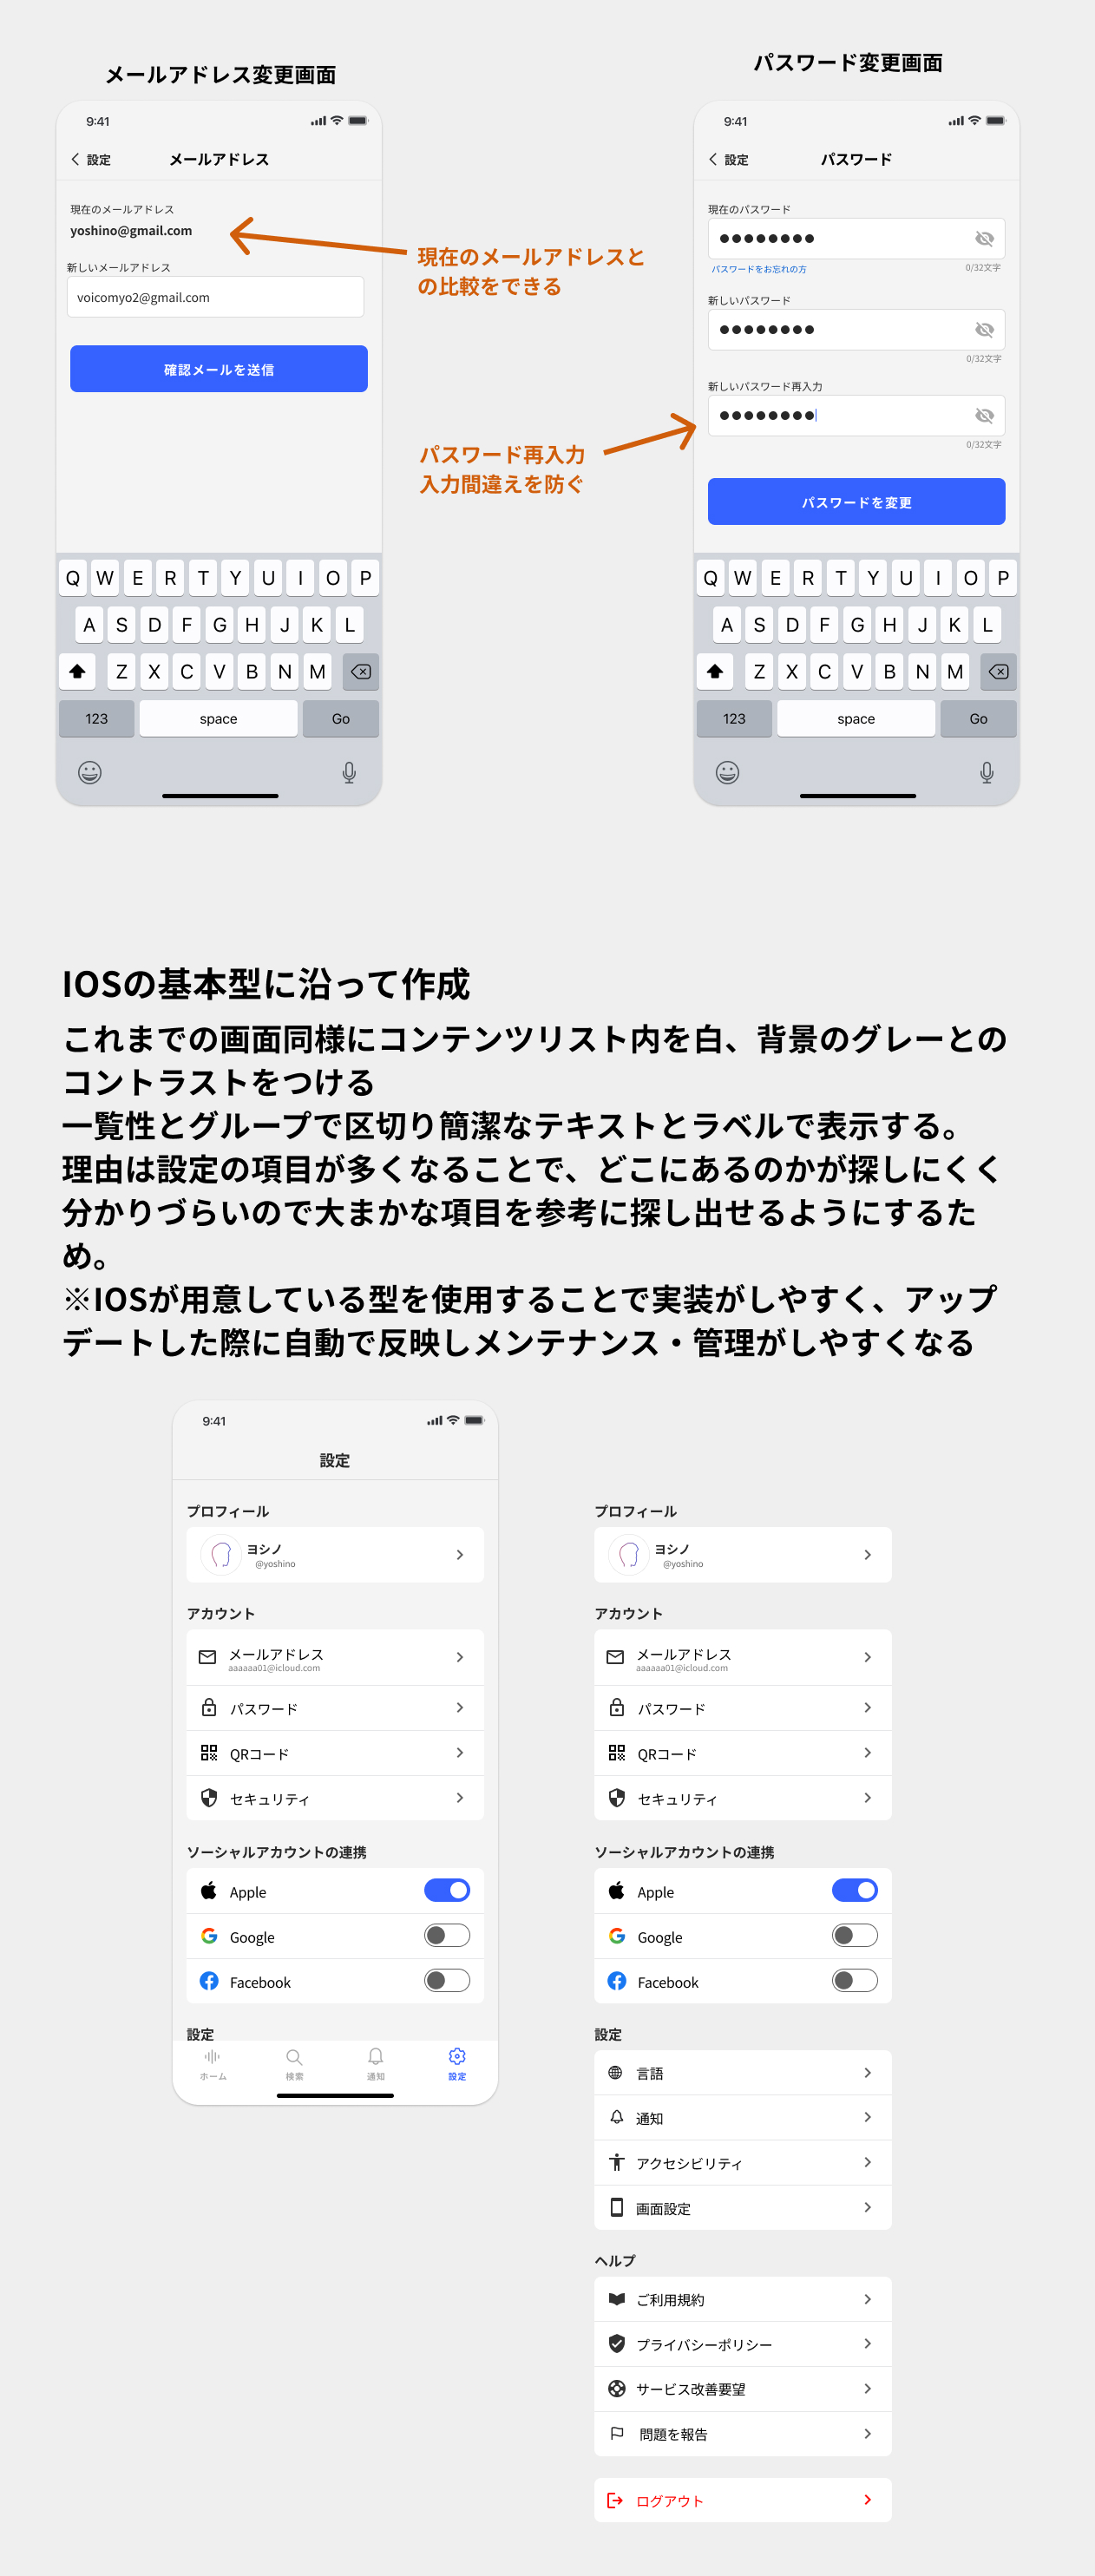 メールアドレス変更画面
9:41
設定
メールアドレス
現在のメールアドレス
yoshino@gmail.com
新しいメールアドレス
voicomyo2@gmail.com
確認メールを送信
現在のメールアドレスと
の比較をできる
パスワード再入力
入力間違えを防ぐ
Q W E R T Y U I O P
A S D F G H J K L
Z X C V B N M
123 space Go
パスワード変更画面
9:41
設定
パスワード
現在のパスワード
パスワードをお忘れの方
0/32文字
新しいパスワード
0/32文字
新しいパスワード再入力
0/32文字
パスワードを変更
Q W E R T Y U I O P
A S D F G H J K L
Z X C V B N M
123 space Go
IOSの基本型に沿って作成
これまでの画面同様にコンテンツリスト内を白、背景のグレーとの
コントラストをつける
一覧性とグループで区切り簡潔なテキストとラベルで表示する。
理由は設定の項目が多くなることで、どこにあるのかが探しにくく
分かりづらいので大まかな項目を参考に探し出せるようにするた
め。
※IOSが用意している型を使用することで実装がしやすく、アップ
デートした際に自動で反映しメンテナンス・管理がしやすくなる
9:41
設定
プロフィール
ヨシノ
@yoshino
アカウント
メールアドレス
aaaaaa01@icloud.com
パスワード
QRコード
セキュリティ
ソーシャルアカウントの連携
Apple
Google
Facebook
設定
ホーム
検索
通知
設定
プロフィール
ヨシノ
@yoshino
アカウント
メールアドレス
aaaaaa01@icloud.com
パスワード
QRコード
セキュリティ
ソーシャルアカウントの連携
Apple
Google
Facebook
設定
言語
通知
アクセシビリティ
画面設定
ヘルプ
ご利用規約
プライバシーポリシー
サービス改善要望
問題を報告
ログアウト